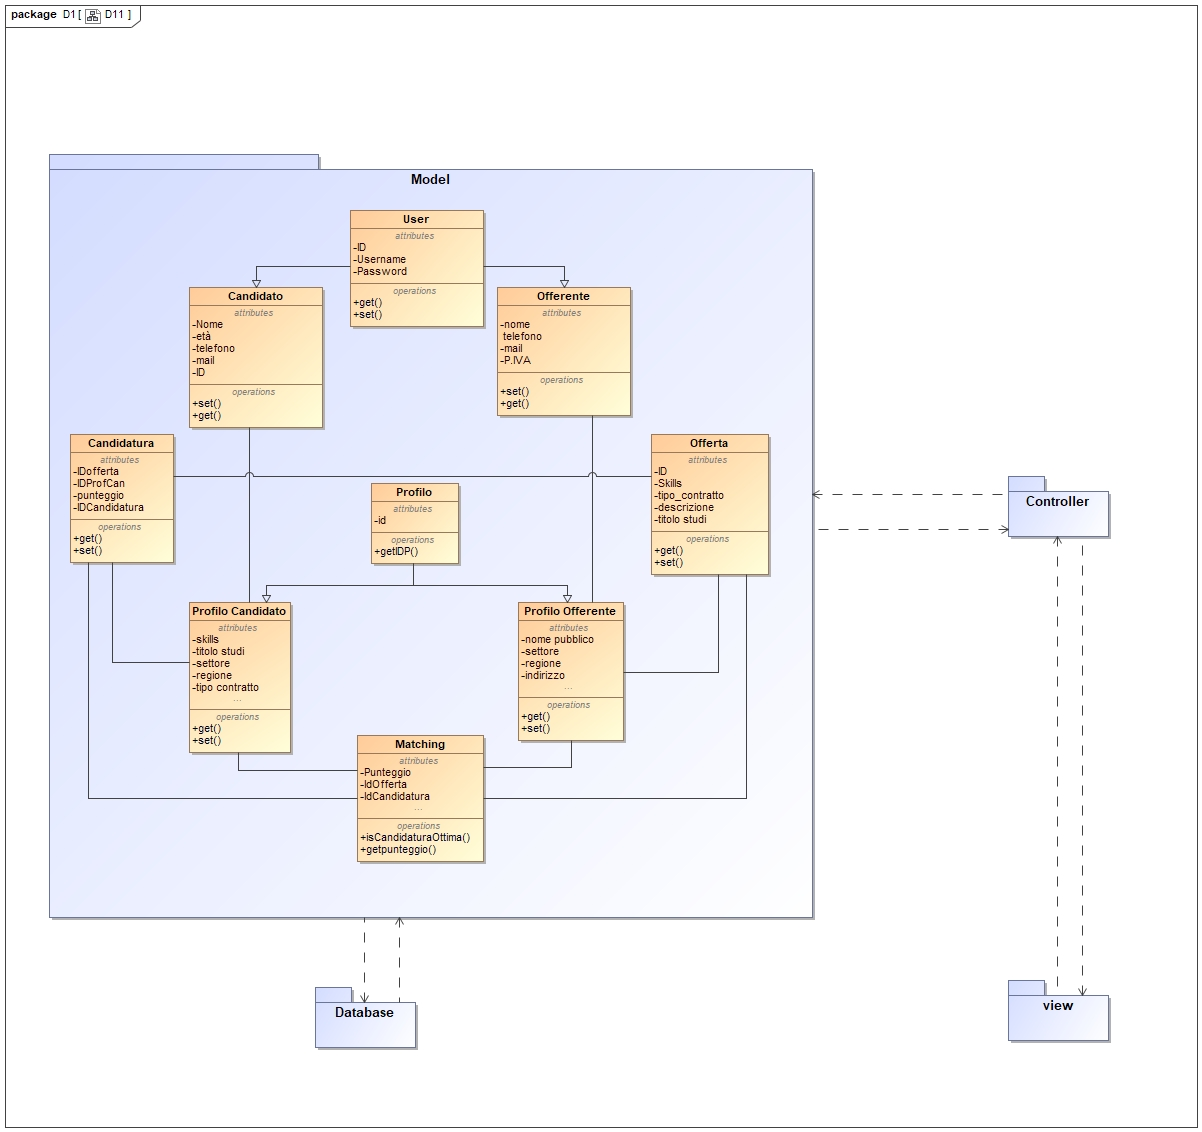 package D1 [ D11 ]
Model
User
attributes
-ID
-Username
-Password
operations
+get()
+set()
Candidato
attributes
-Nome
-età
-telefono
-mail
-ID
operations
+set()
+get()
Offerente
attributes
-nome
telefono
-mail
-P.IVA
operations
+set()
+get()
Candidatura
attributes
-IDofferta
-IDProfCan
-punteggio
-IDCandidatura
operations
+get()
+set()
Profilo
attributes
-id
operations
+getIDP()
Offerta
attributes
-ID
-Skills
-tipo_contratto
-descrizione
-titolo studi
operations
+get()
+set()
Profilo Candidato
attributes
-skills
-titolo studi
-settore
-regione
-tipo contratto
...
operations
+get()
+set()
Profilo Offerente
attributes
-nome pubblico
-settore
-regione
-indirizzo
...
operations
+get()
+set()
Matching
attributes
-Punteggio
-IdOfferta
-IdCandidatura
...
operations
+isCandidaturaOttima()
+getpunteggio()
Controller
Database
view